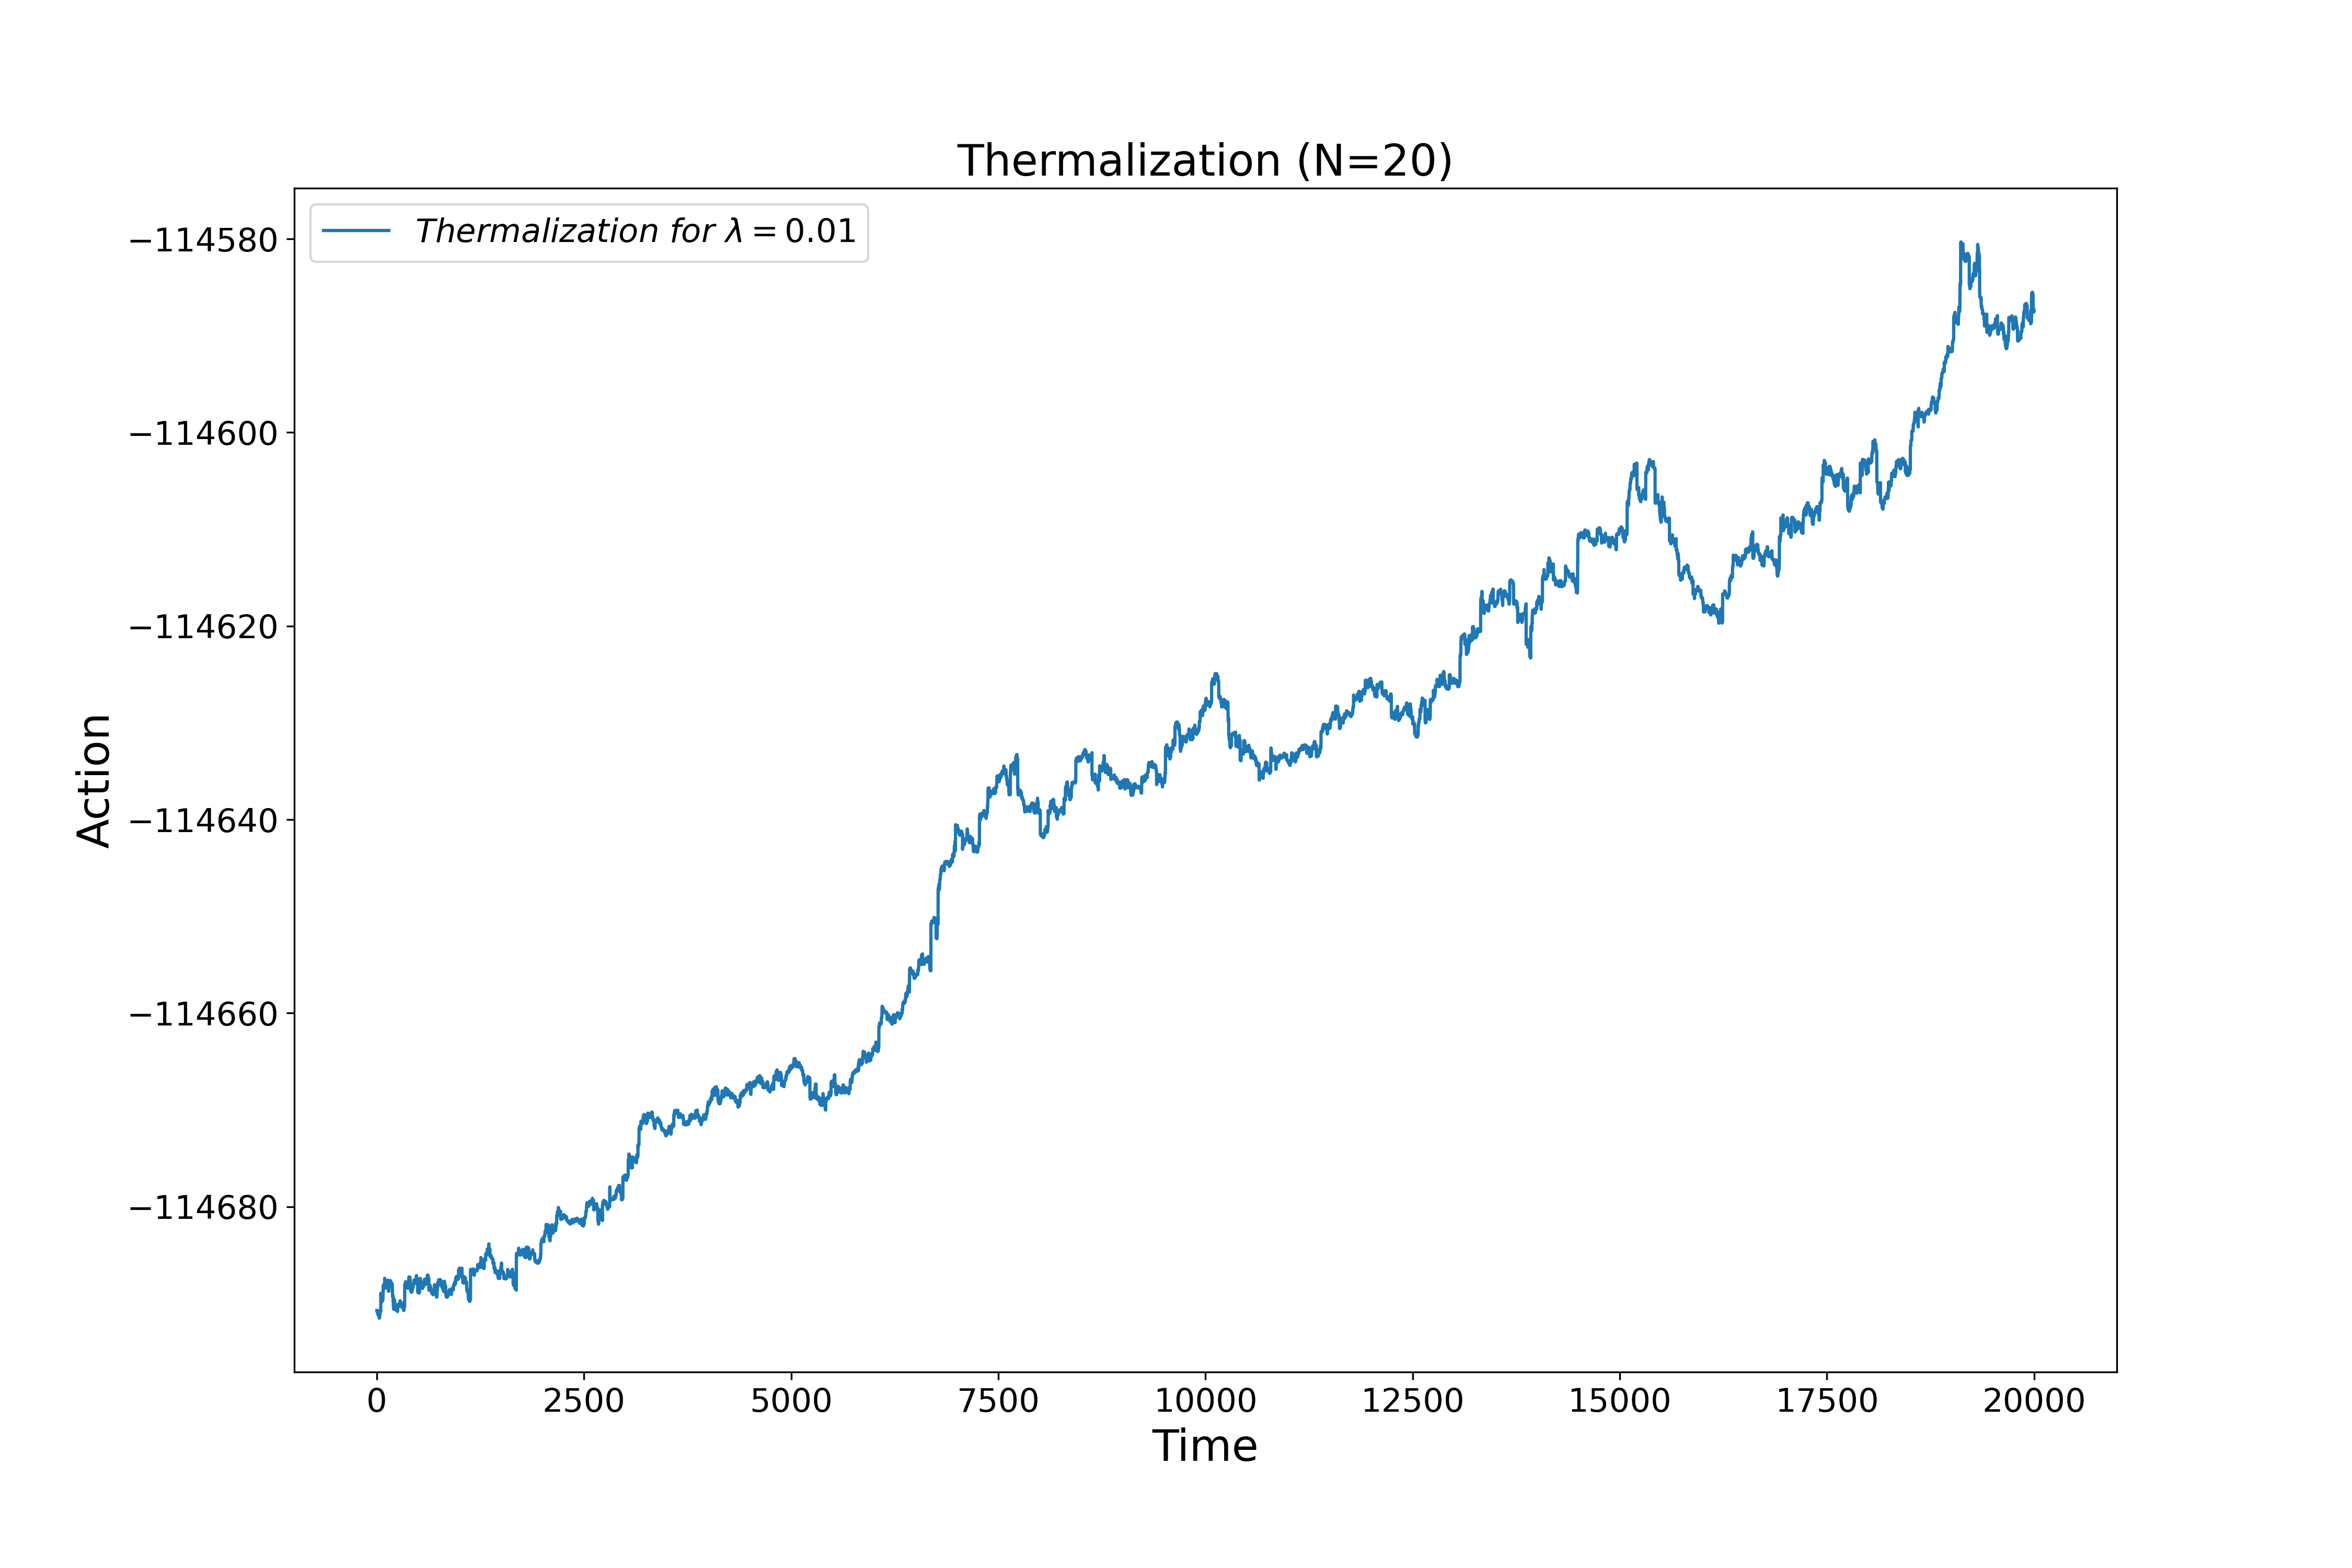 Thermalization (N=20)
Thermalization for λ = 0.01
−114580
−114600
−114620
−114640
−114660
−114680
Action
0 2500 5000 7500 10000 12500 15000 17500 20000
Time